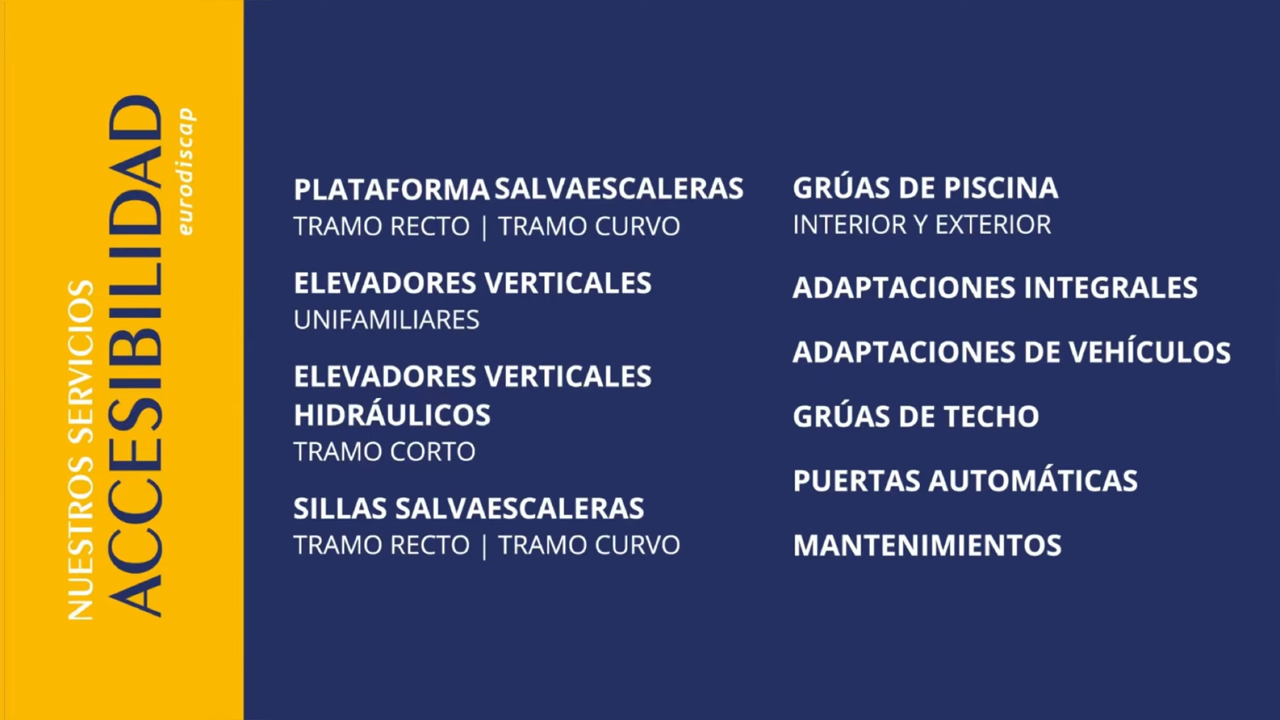 NUESTROS SERVICIOS
ACCESIBILIDAD
eurodiscap
PLATAFORMA SALVAESCALERAS
TRAMO RECTO | TRAMO CURVO
ELEVADORES VERTICALES
UNIFAMILIARES
ELEVADORES VERTICALES
HIDRÁULICOS
TRAMO CORTO
SILLAS SALVAESCALERAS
TRAMO RECTO | TRAMO CURVO
GRÚAS DE PISCINA
INTERIOR Y EXTERIOR
ADAPTACIONES INTEGRALES
ADAPTACIONES DE VEHÍCULOS
GRÚAS DE TECHO
PUERTAS AUTOMÁTICAS
MANTENIMIENTOS